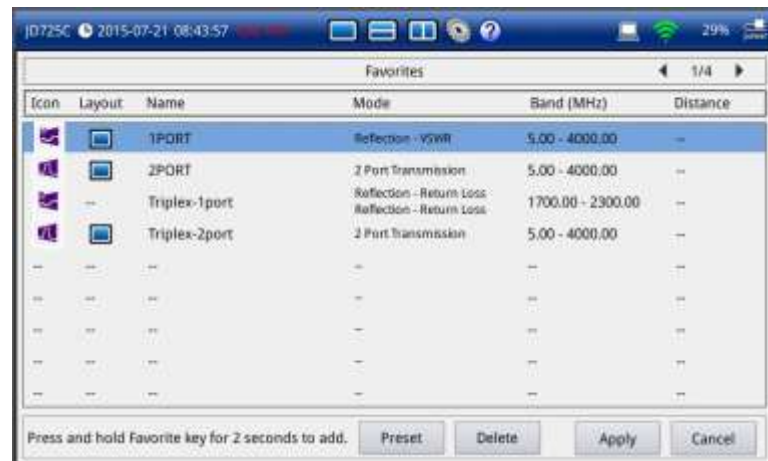 JD725C 2015-07-21 08:43:57 29%
Favorites 1/4
Icon Layout Name Mode Band (MHz) Distance
1PORT Reflection - VSWR 5.00 - 4000.00 --
2PORT 2 Port Transmission 5.00 - 4000.00 --
-- Triplex-1port Reflection - Return Loss 1700.00 - 2300.00 --
Reflection - Return Loss
Triplex-2port 2 Port Transmission 5.00 - 4000.00 --
-- -- -- -- -- --
-- -- -- -- -- --
-- -- -- -- -- --
-- -- -- -- -- --
-- -- -- -- -- --
Press and hold Favorite key for 2 seconds to add. Preset Delete Apply Cancel